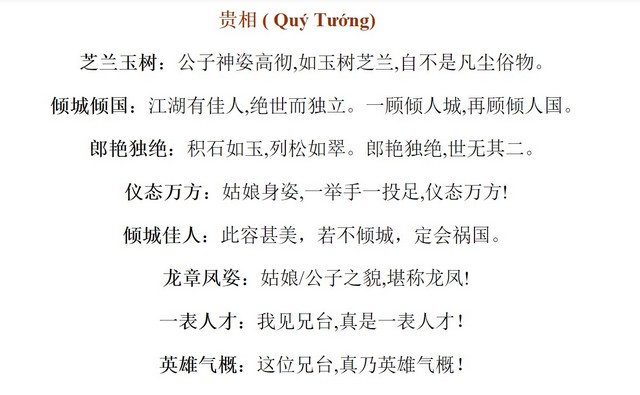 贵相 ( Quý Tướng)
芝兰玉树：公子神姿高彻,如玉树芝兰,自不是凡尘俗物。
倾城倾国：江湖有佳人,绝世而独立。一顾倾人城,再顾倾人国。
郎艳独绝：积石如玉,列松如翠。郎艳独绝,世无其二。
仪态万方：姑娘身姿,一举手一投足,仪态万方!
倾城佳人：此容甚美，若不倾城，定会祸国。
龙章凤姿：姑娘/公子之貌,堪称龙凤!
一表人才：我见兄台,真是一表人才！
英雄气概：这位兄台,真乃英雄气概！